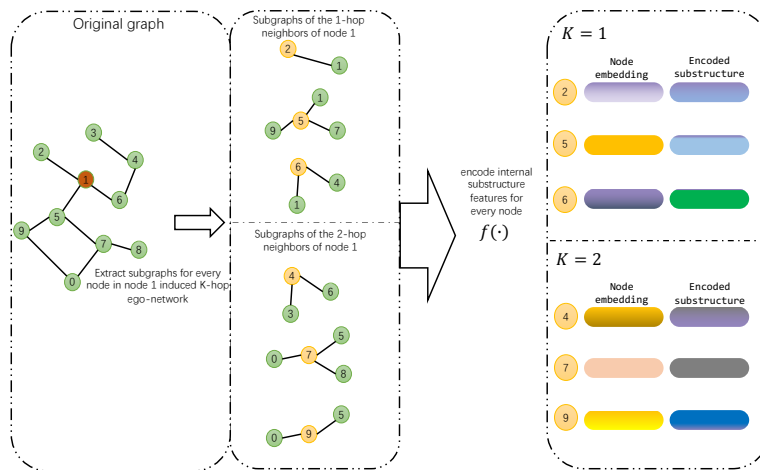 Original graph
3
2
4
1
6
5
9
7
8
0
Extract subgraphs for every
node in node 1 induced K-hop
ego-network
Subgraphs of the 1-hop
neighbors of node 1
2
1
1
5
9
7
6
4
1
Subgraphs of the 2-hop
neighbors of node 1
4
6
3
5
0
7
8
5
0
9
encode internal
substructure
features for
every node
f(·)
K = 1
Node
embedding
Encoded
substructure
2
5
6
K = 2
Node
embedding
Encoded
substructure
4
7
9